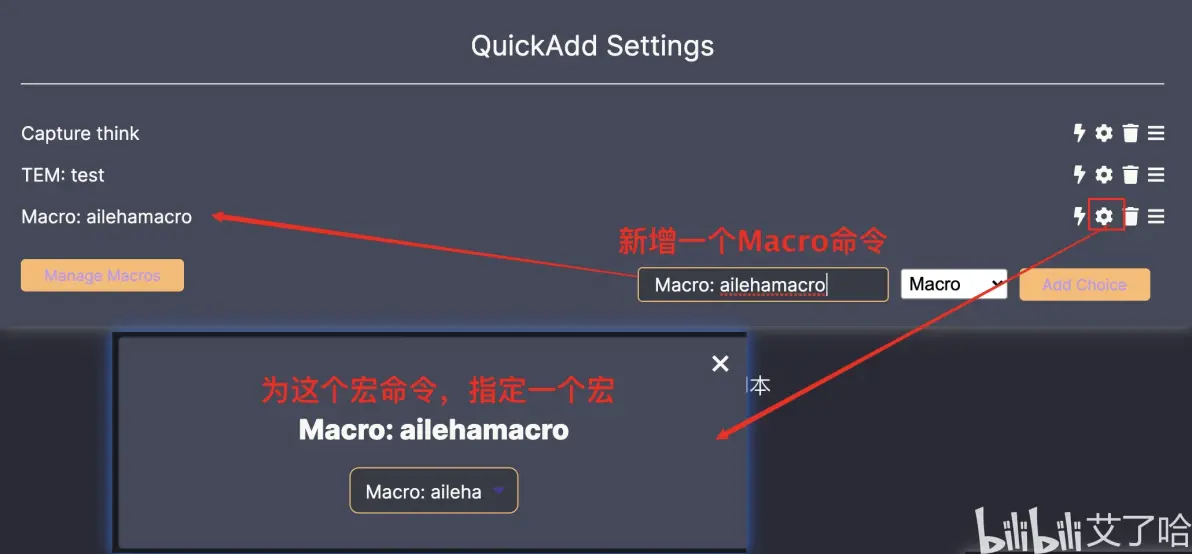 QuickAdd Settings
Capture think
TEM: test
Macro: ailehamacro
新增一个Macro命令
Manage Macros
Macro: ailehamacro
Macro
Add Choice
为这个宏命令，指定一个宏
本
Macro: ailehamacro
Macro: aileha
bilibili 艾了哈